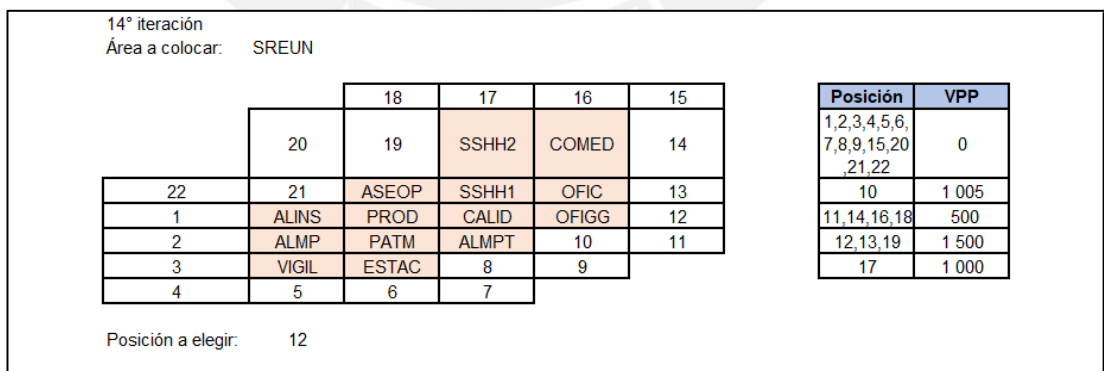 14° iteración
Área a colocar: SREUN
18 17 16 15
20 19 SSHH2 COMED 14
22 21 ASEOP SSHH1 OFIC 13
1 ALINS PROD CALID OFIGG 12
2 ALMP PATM ALMPT 10 11
3 VIGIL ESTAC 8 9
4 5 6 7
Posición VPP
1,2,3,4,5,6,
7,8,9,15,20
,21,22
0
10 1 005
11,14,16,18 500
12,13,19 1 500
17 1 000
Posición a elegir: 12